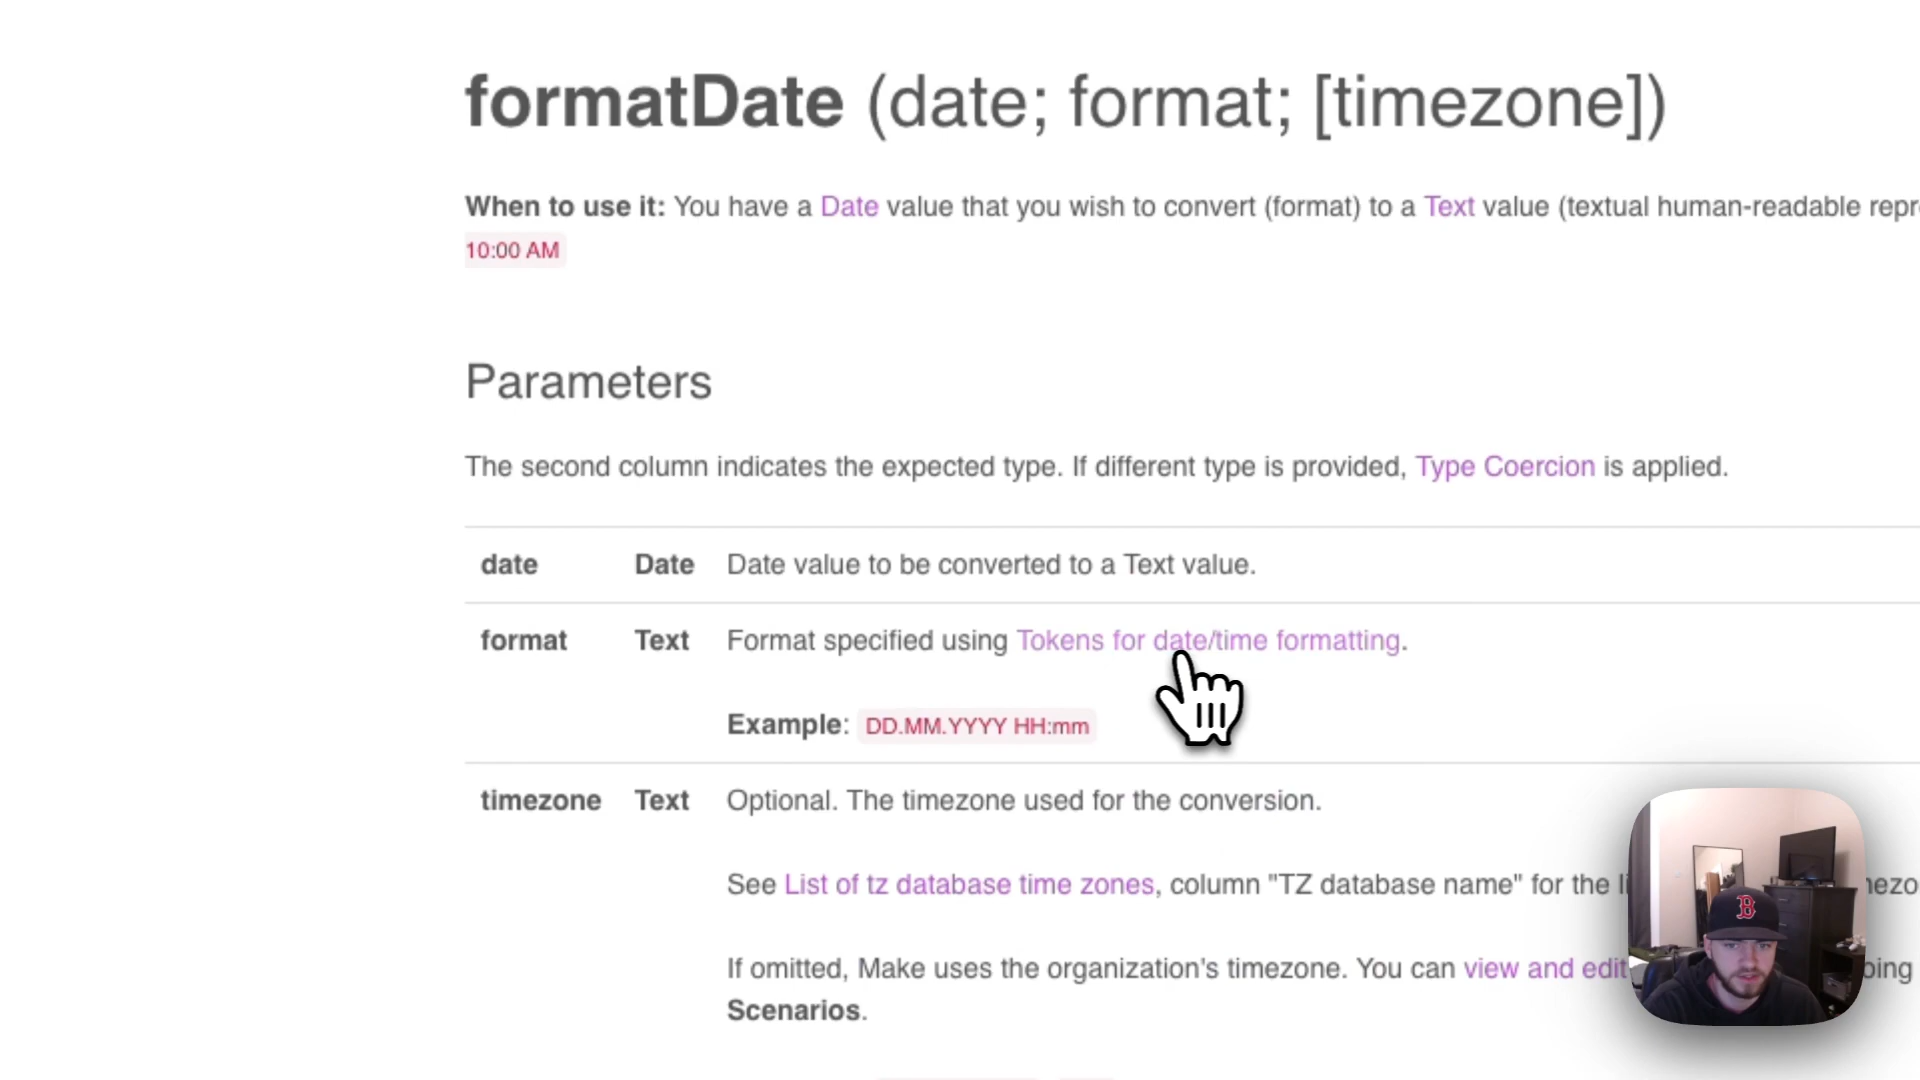 formatDate (date; format; [timezone])
When to use it: You have a Date value that you wish to convert (format) to a Text value (textual human-readable
10:00 AM
Parameters
The second column indicates the expected type. If different type is provided, Type Coercion is applied.
date Date Date value to be converted to a Text value.
format Text Format specified using Tokens for date/time formatting.
Example: DD.MM.YYYY HH:mm
timezone Text Optional. The timezone used for the conversion.
See List of tz database time zones, column "TZ database name" for the
If omitted, Make uses the organization's timezone. You can view and edit
Scenarios.
B